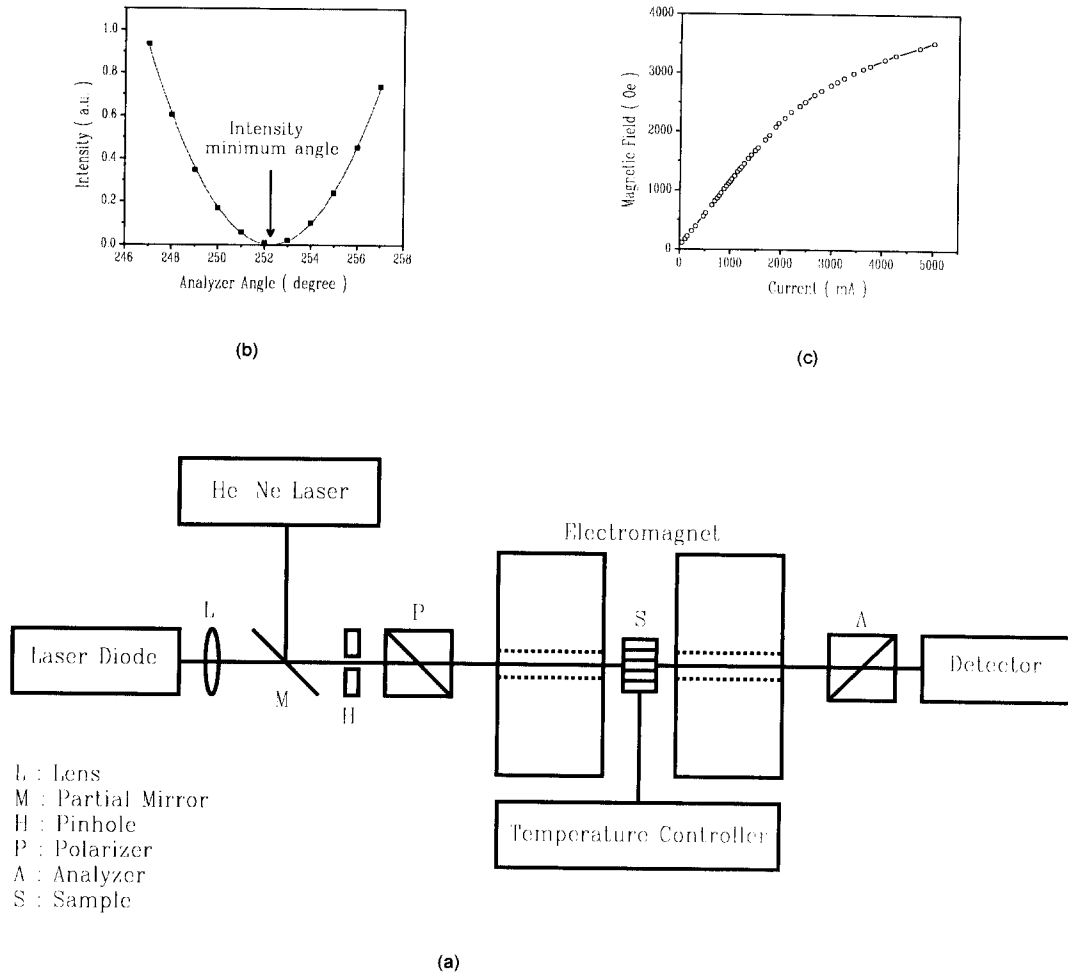 1.0
0.8
0.6
0.4
0.2
0.0
Intensity ( a.u. )
Intensity
minimum angle
246 248 250 252 254 256 258
Analyzer Angle ( degree )
(b)
4000
3000
2000
1000
0
Magnetic Field ( Oe )
0 1000 2000 3000 4000 5000
Current ( mA )
(c)
He Ne Laser
Electromagnet
L
P
S
A
Laser Diode
Detector
M
H
L : Lens
M : Partial Mirror
H : Pinhole
P : Polarizer
A : Analyzer
S : Sample
Temperature Controller
(a)